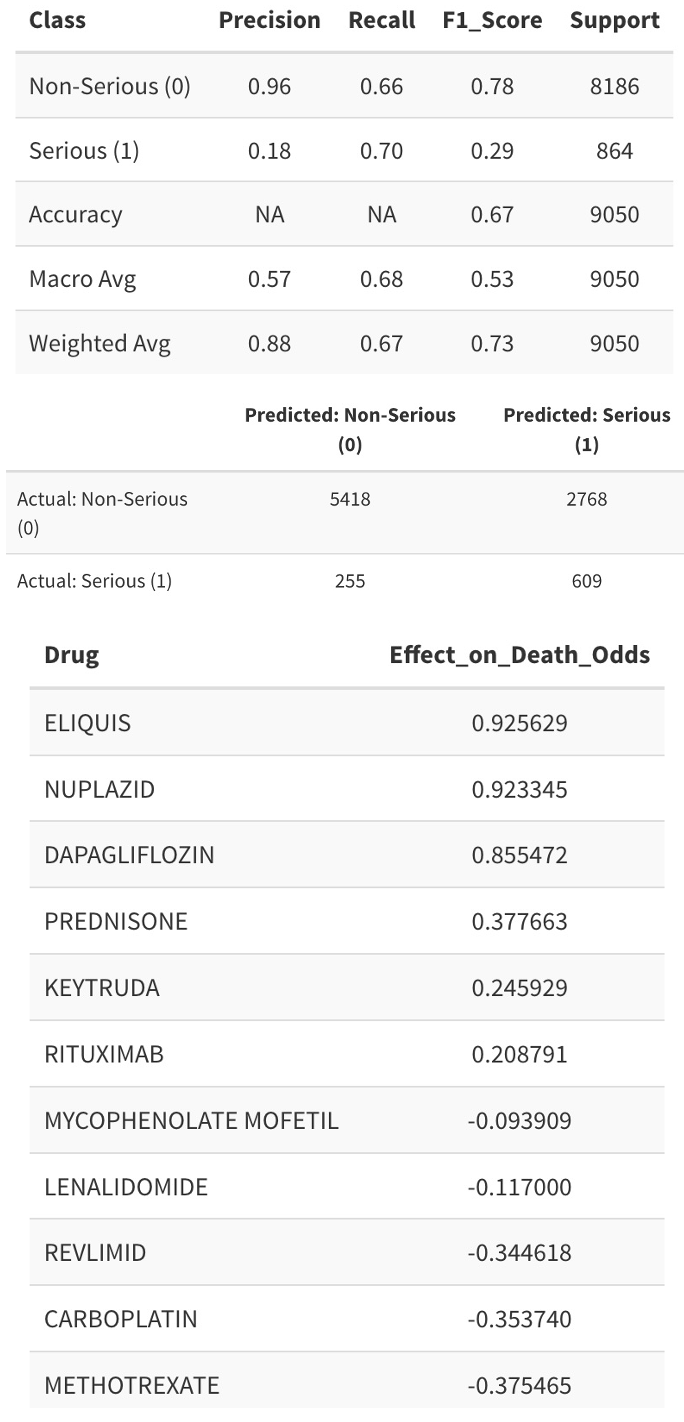 Class Precision Recall F1_Score Support
Non-Serious (0) 0.96 0.66 0.78 8186
Serious (1) 0.18 0.70 0.29 864
Accuracy NA NA 0.67 9050
Macro Avg 0.57 0.68 0.53 9050
Weighted Avg 0.88 0.67 0.73 9050
Predicted: Non-Serious Predicted: Serious
(0) (1)
Actual: Non-Serious 5418 2768
(0)
Actual: Serious (1) 255 609
Drug Effect_on_Death_Odds
ELIQUIS 0.925629
NUPLAZID 0.923345
DAPAGLIFLOZIN 0.855472
PREDNISONE 0.377663
KEYTRUDA 0.245929
RITUXIMAB 0.208791
MYCOPHENOLATE MOFETIL -0.093909
LENALIDOMIDE -0.117000
REVLIMID -0.344618
CARBOPLATIN -0.353740
METHOTREXATE -0.375465